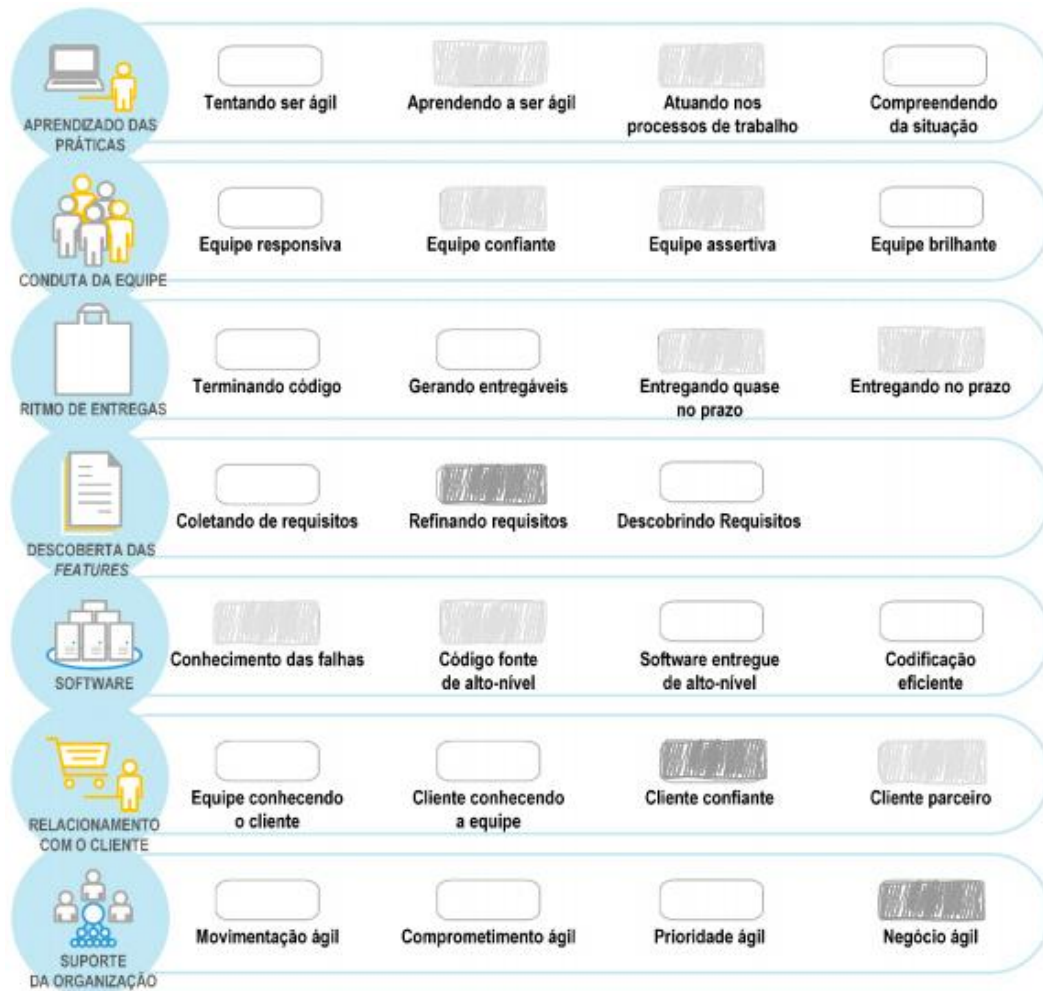 APRENDIZADO DAS
PRÁTICAS
Tentando ser ágil
Aprendendo a ser ágil
Atuando nos
processos de trabalho
Compreendendo
da situação
CONDUTA DA EQUIPE
Equipe responsiva
Equipe confiante
Equipe assertiva
Equipe brilhante
RITMO DE ENTREGAS
Terminando código
Gerando entregáveis
Entregando quase
no prazo
Entregando no prazo
DESCOBERTA DAS
FEATURES
Coletando de requisitos
Refinando requisitos
Descobrindo Requisitos
SOFTWARE
Conhecimento das falhas
Código fonte
de alto-nível
Software entregue
de alto-nível
Codificação
eficiente
RELACIONAMENTO
COM O CLIENTE
Equipe conhecendo
o cliente
Cliente conhecendo
a equipe
Cliente confiante
Cliente parceiro
SUPORTE
DA ORGANIZAÇÃO
Movimentação ágil
Comprometimento ágil
Prioridade ágil
Negócio ágil